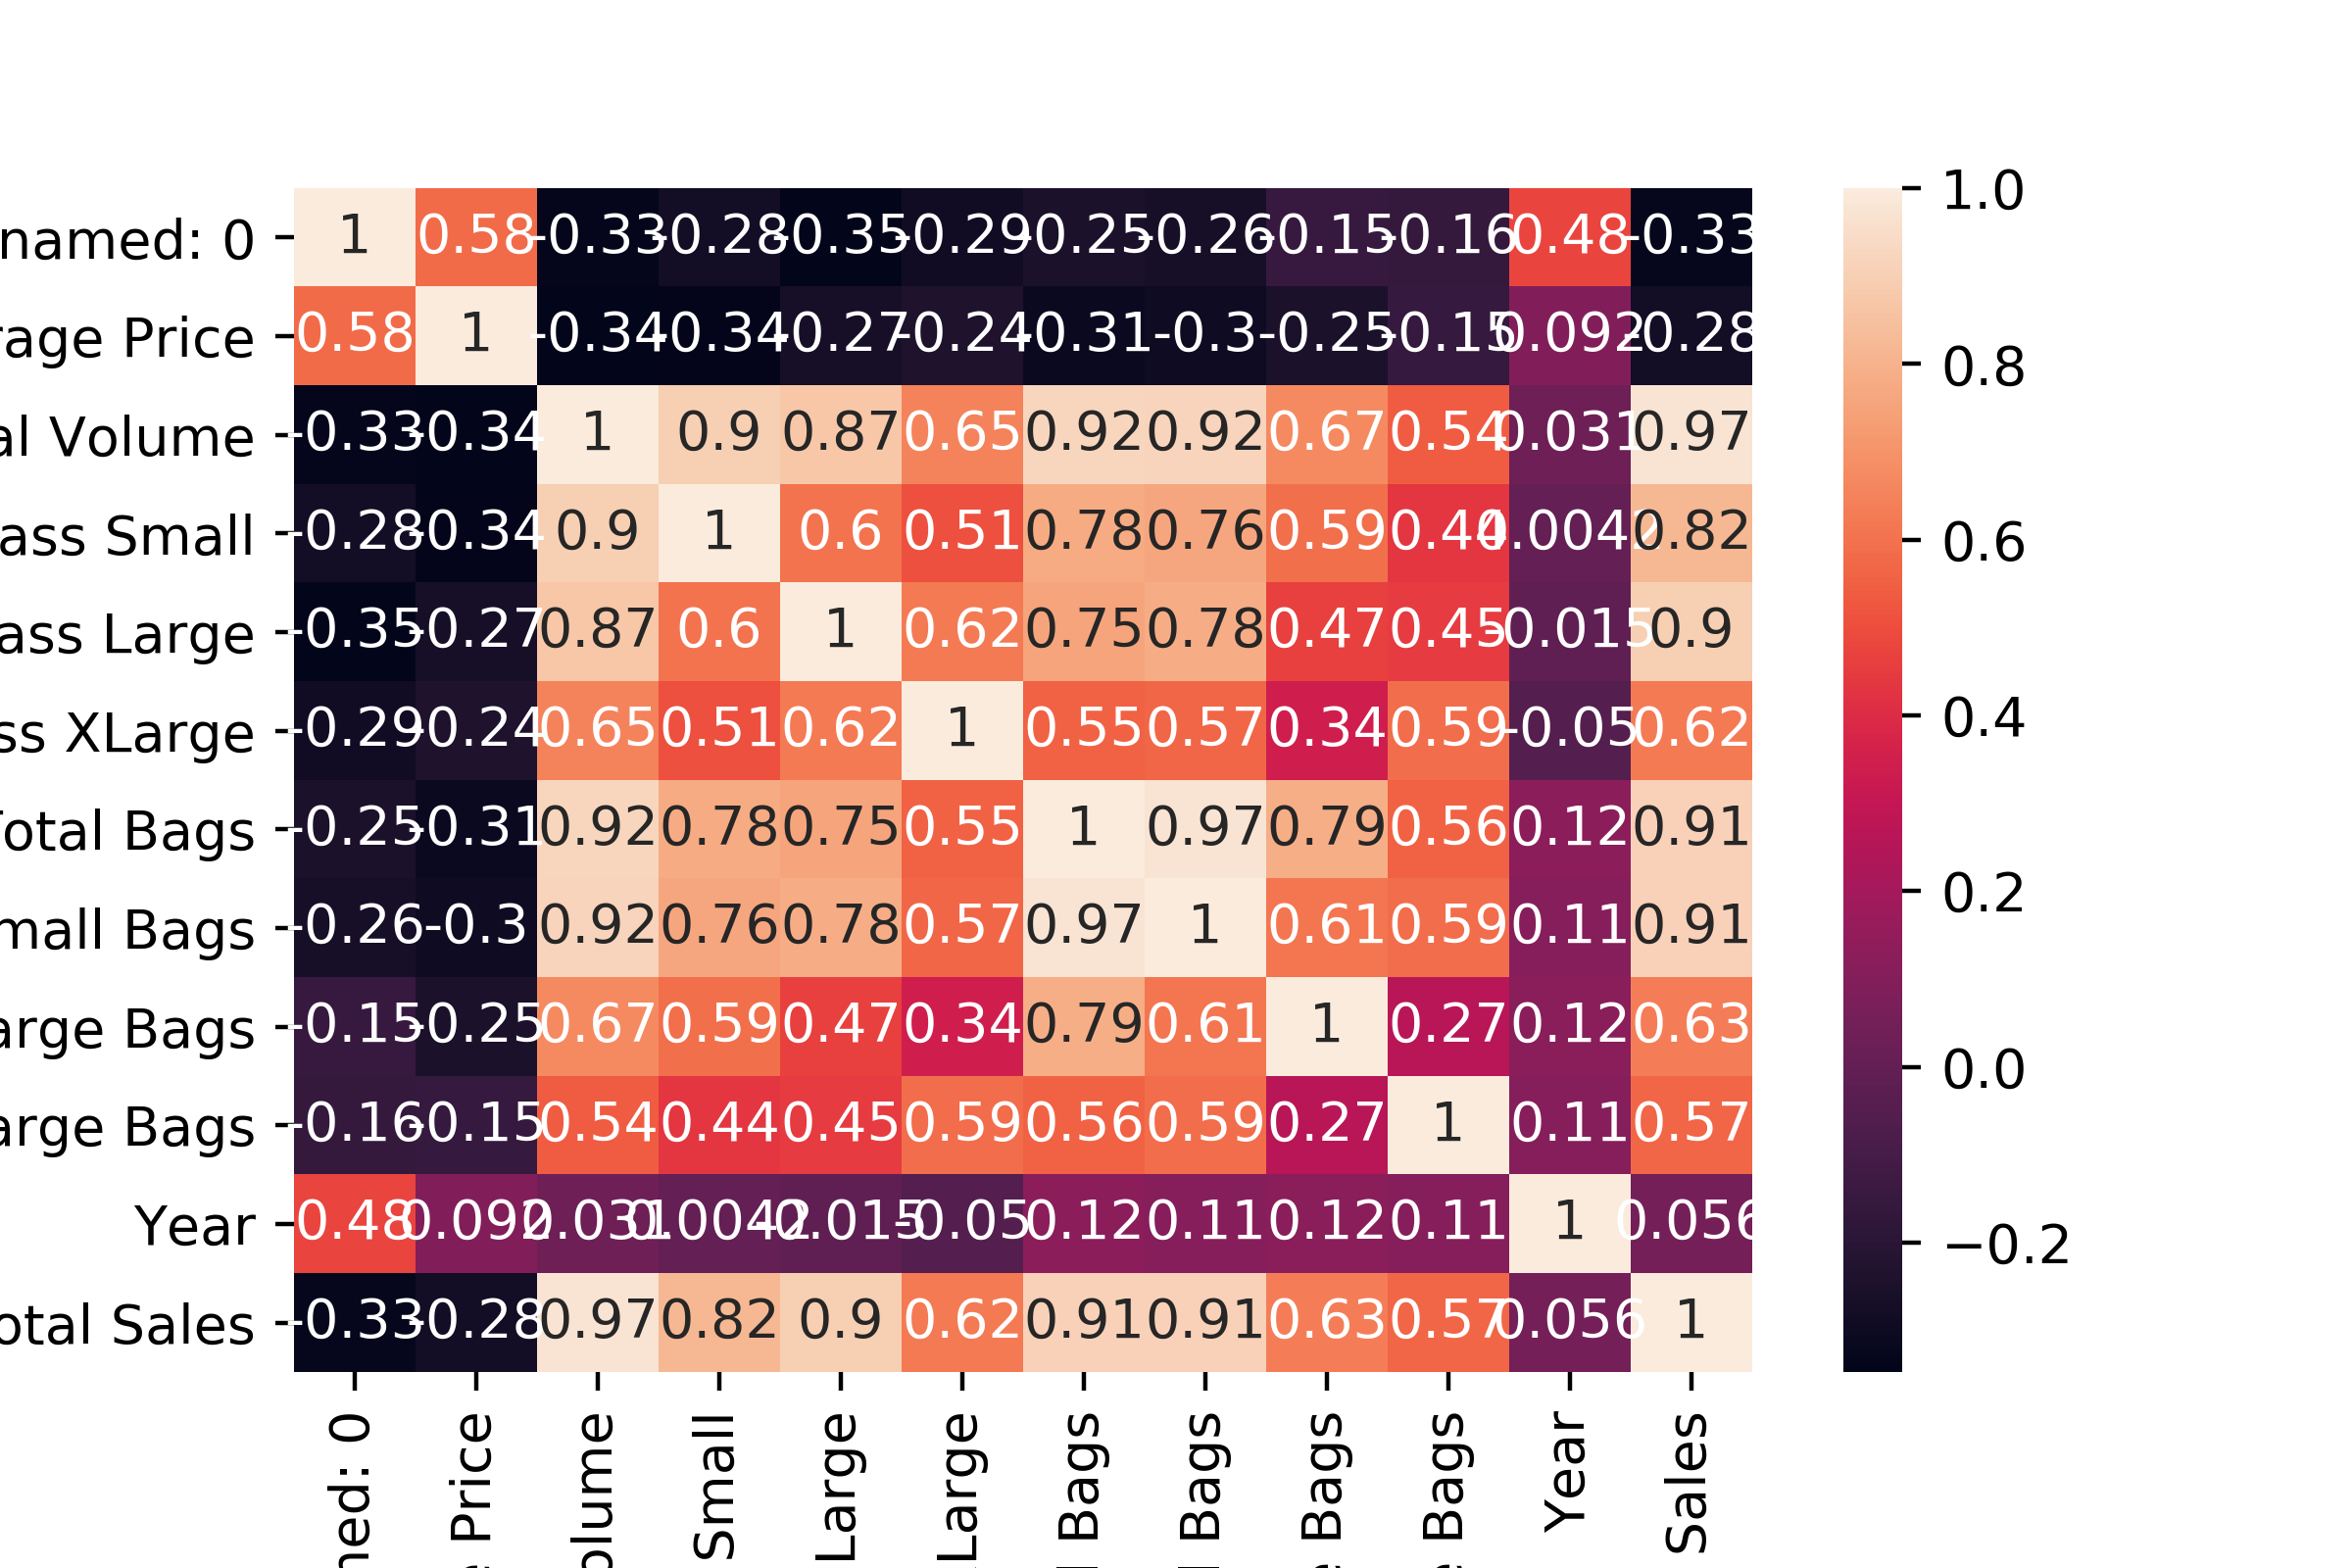 named: 0 1 0.58 -0.33 -0.28 -0.35 -0.29 -0.25 -0.26 -0.15 -0.16 0.48 -0.33 1.0
rage Price 0.58 1 -0.34 -0.34 -0.27 -0.24 -0.31 -0.3 -0.25 -0.15 0.092 -0.28 0.8
al Volume -0.33 -0.34 1 0.9 0.87 0.65 0.92 0.92 0.67 0.54 0.031 0.97
ass Small -0.28 -0.34 0.9 1 0.6 0.51 0.78 0.76 0.59 0.44 0.0042 0.82 0.6
ass Large -0.35 -0.27 0.87 0.6 1 0.62 0.75 0.78 0.47 0.45 -0.015 0.9
ss XLarge -0.29 -0.24 0.65 0.51 0.62 1 0.55 0.57 0.34 0.59 -0.05 0.62 0.4
Total Bags -0.25 -0.31 0.92 0.78 0.75 0.55 1 0.97 0.79 0.56 0.12 0.91
mall Bags -0.26 -0.3 0.92 0.76 0.78 0.57 0.97 1 0.61 0.59 0.11 0.91 0.2
arge Bags -0.15 -0.25 0.67 0.59 0.47 0.34 0.79 0.61 1 0.27 0.12 0.63
arge Bags -0.16 -0.15 0.54 0.44 0.45 0.59 0.56 0.59 0.27 1 0.11 0.57 0.0
Year 0.48 0.092 0.031 0.0042 -0.015 -0.05 0.12 0.11 0.12 0.11 1 0.056 −0.2
otal Sales -0.33 -0.28 0.97 0.82 0.9 0.62 0.91 0.91 0.63 0.57 0.056 1
ned: 0
e Price
olume
Small
Large
Large
Bags
Bags
e Bags
e Bags
Year
Sales